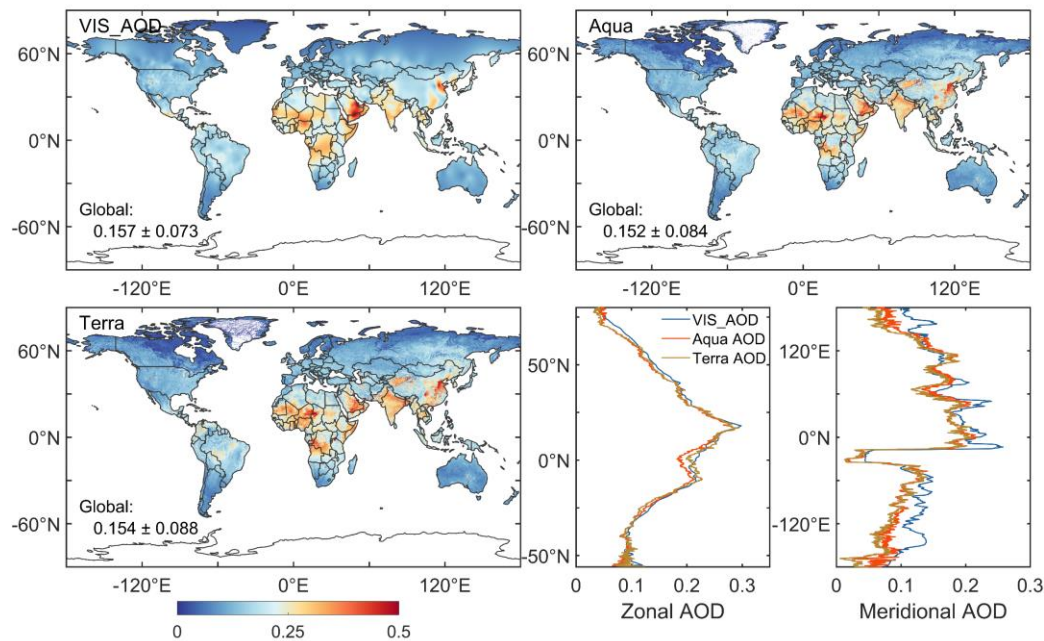 VIS_AOD
60°N
0°N
-60°N
Global:
0.157 ± 0.073
-120°E
0°E
120°E
Aqua
60°N
0°N
-60°N
Global:
0.152 ± 0.084
-120°E
0°E
120°E
Terra
60°N
0°N
-60°N
Global:
0.154 ± 0.088
-120°E
0°E
120°E
0
0.25
0.5
VIS_AOD
Aqua AOD
Terra AOD
50°N
0°N
-50°N
0
0.1
0.2
0.3
Zonal AOD
120°E
0°N
-120°E
0
0.1
0.2
0.3
Meridional AOD